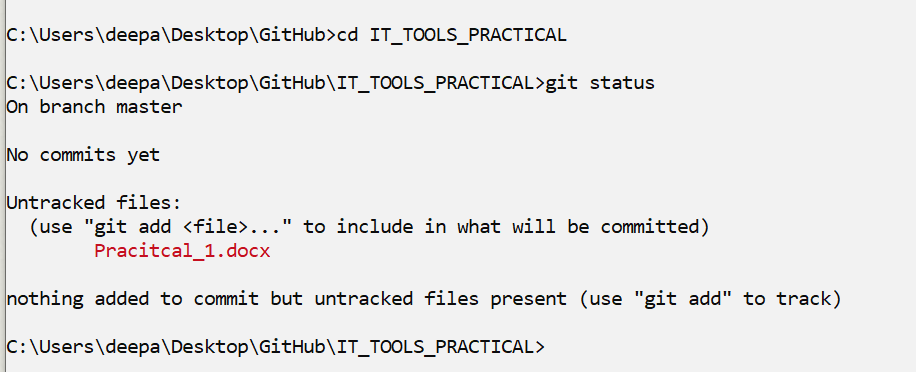 C:\Users\deepa\Desktop\GitHub>cd IT_TOOLS_PRACTICAL
C:\Users\deepa\Desktop\GitHub\IT_TOOLS_PRACTICAL>git status
On branch master
No commits yet
Untracked files:
(use "git add <file>..." to include in what will be committed)
Pracitcal_1.docx
nothing added to commit but untracked files present (use "git add" to track)
C:\Users\deepa\Desktop\GitHub\IT_TOOLS_PRACTICAL>